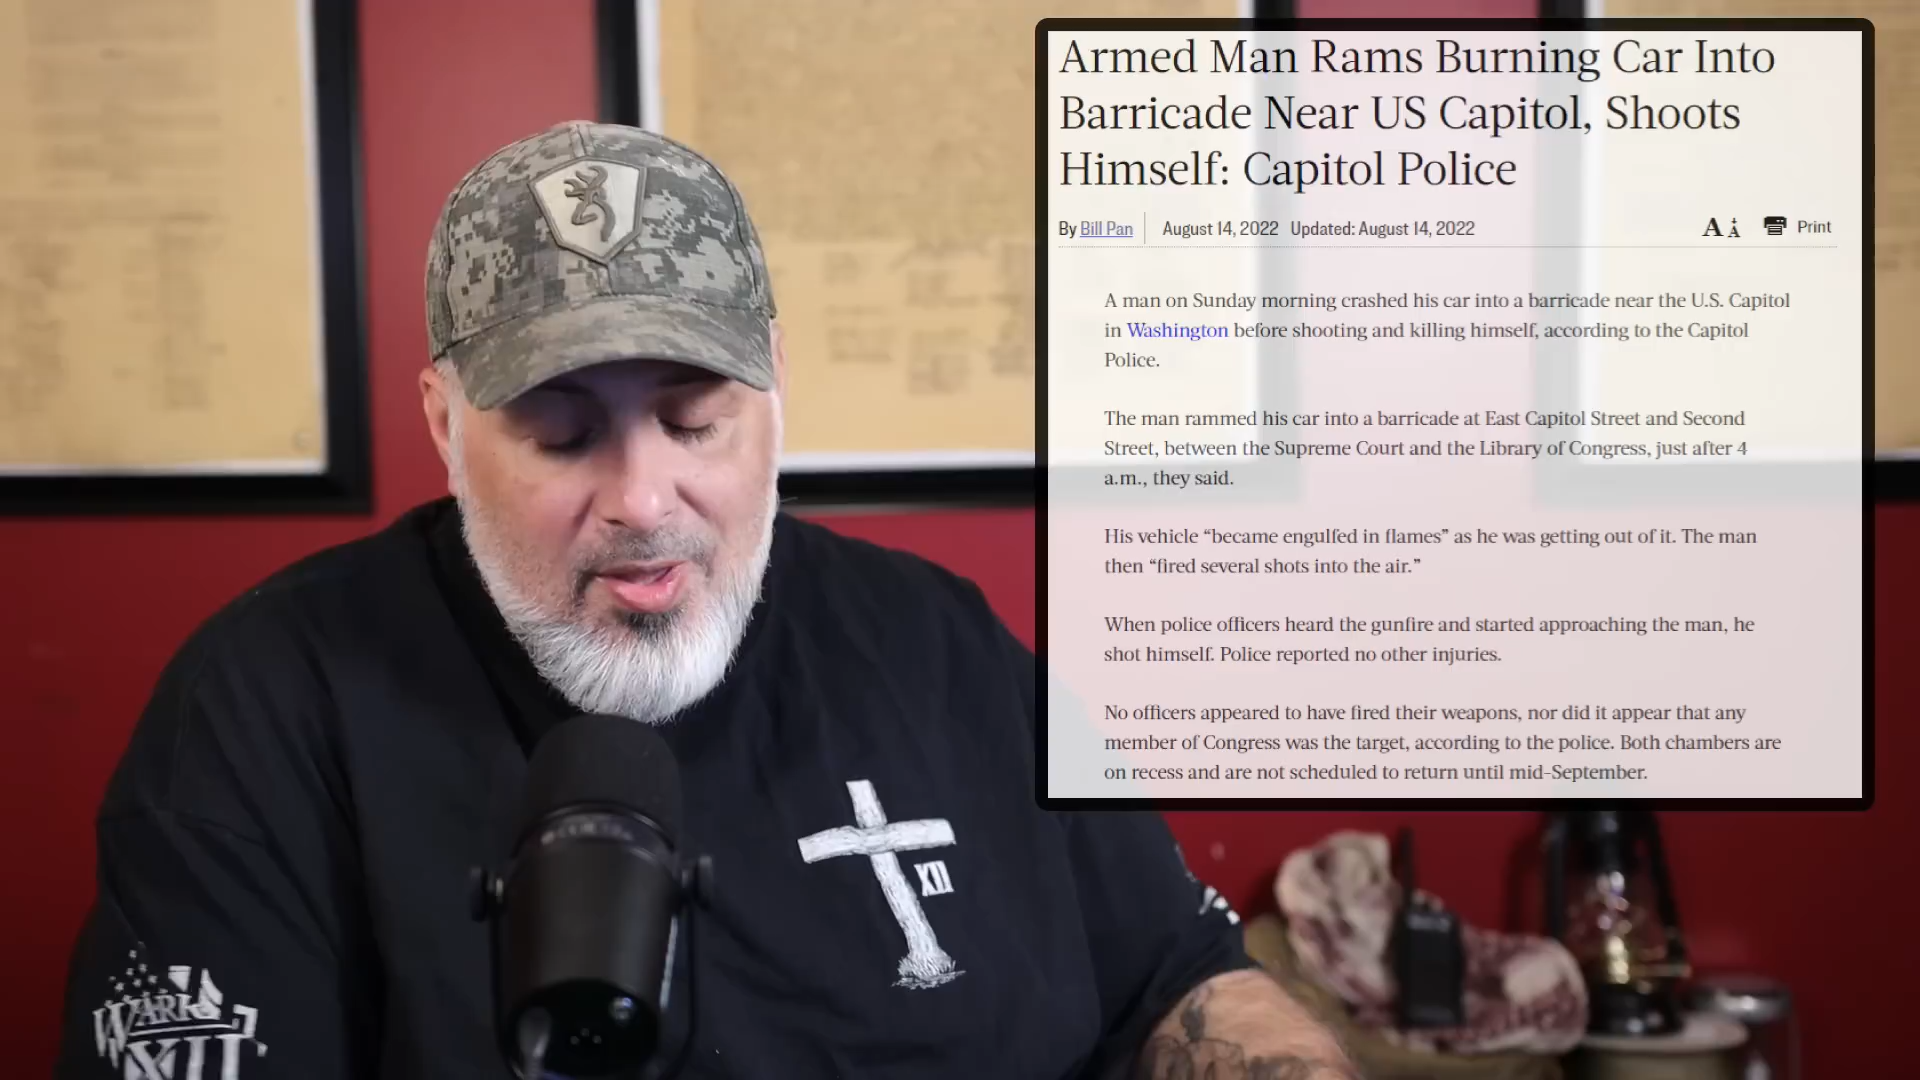 Armed Man Rams Burning Car Into
Barricade Near US Capitol, Shoots
Himself: Capitol Police
By Bill Pan August 14, 2022 Updated: August 14, 2022 A A Print
A man on Sunday morning crashed his car into a barricade near the U.S. Capitol
in Washington before shooting and killing himself, according to the Capitol
Police.
The man rammed his car into a barricade at East Capitol Street and Second
Street, between the Supreme Court and the Library of Congress, just after 4
a.m., they said.
His vehicle “became engulfed in flames” as he was getting out of it. The man
then “fired several shots into the air.”
When police officers heard the gunfire and started approaching the man, he
shot himself. Police reported no other injuries.
No officers appeared to have fired their weapons, nor did it appear that any
member of Congress was the target, according to the police. Both chambers are
on recess and are not scheduled to return until mid-September.
XII
XII